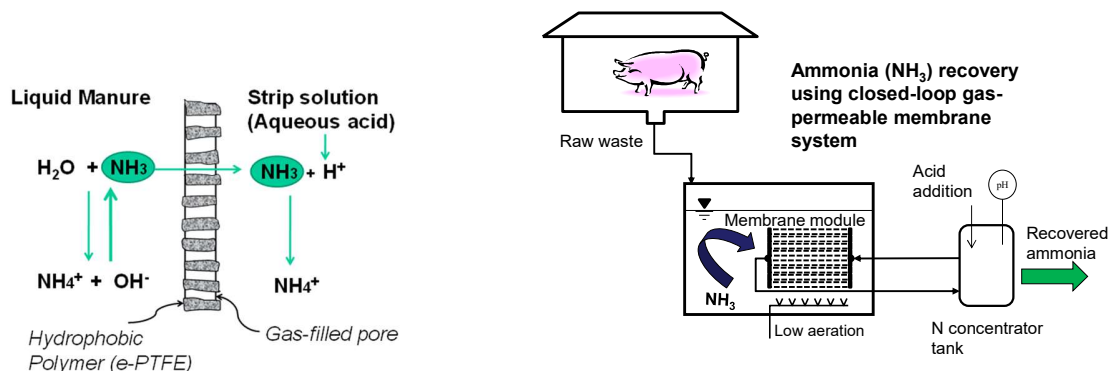 Liquid Manure
Strip solution
(Aqueous acid)
H₂O + NH₃
NH₃ + H⁺
NH₄⁺ + OH⁻
NH₄⁺
Hydrophobic
Polymer (e-PTFE)
Gas-filled pore
Ammonia (NH₃) recovery
using closed-loop gas-
permeable membrane
system
Raw waste
Acid
addition
pH
Membrane module
Recovered
ammonia
NH₃
Low aeration
N concentrator
tank